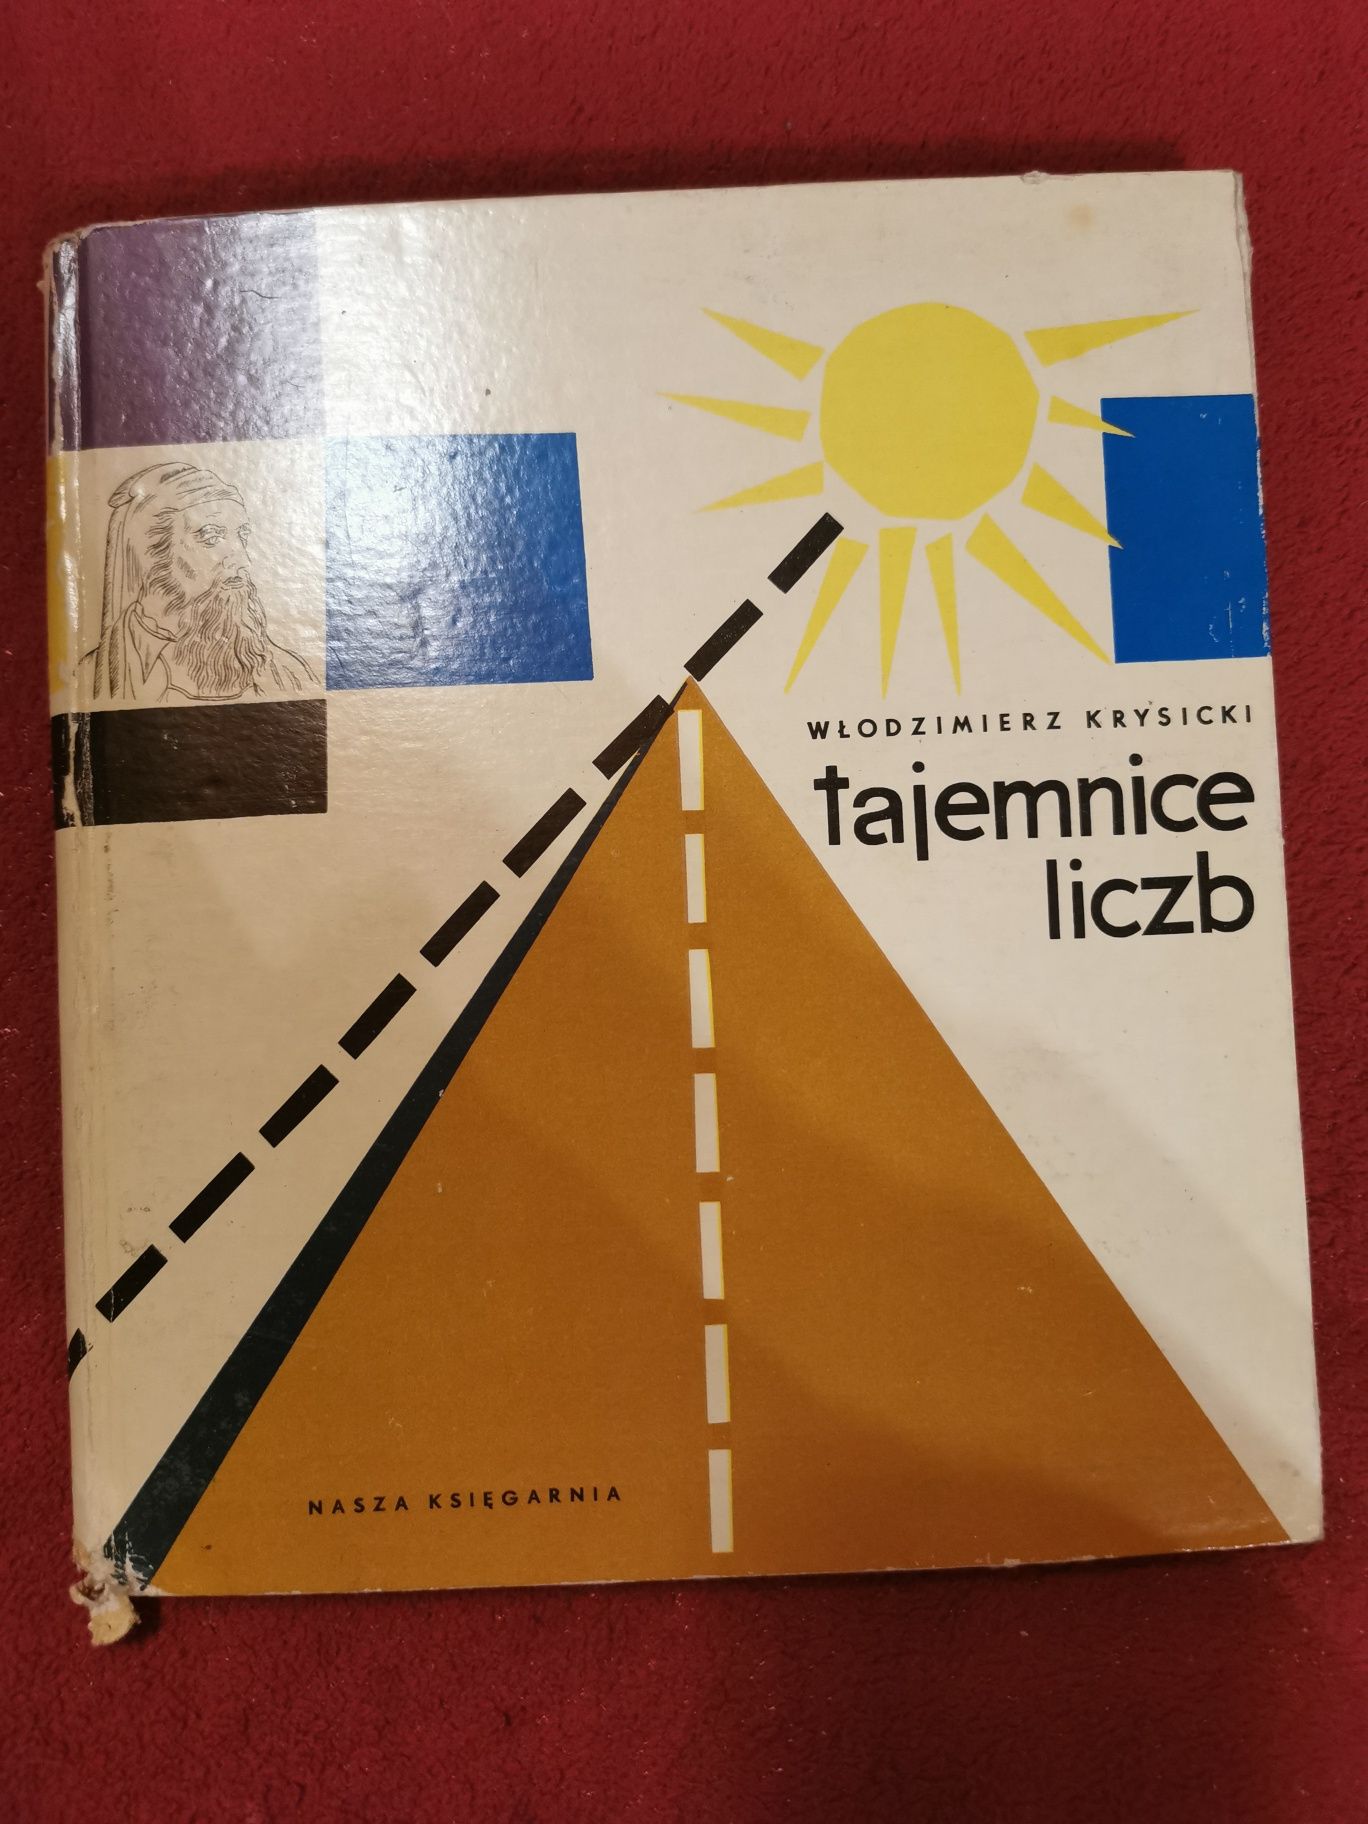 WŁODZIMIERZ KRYSICKI
tajemnice
liczb
NASZA KSIĘGARNIA